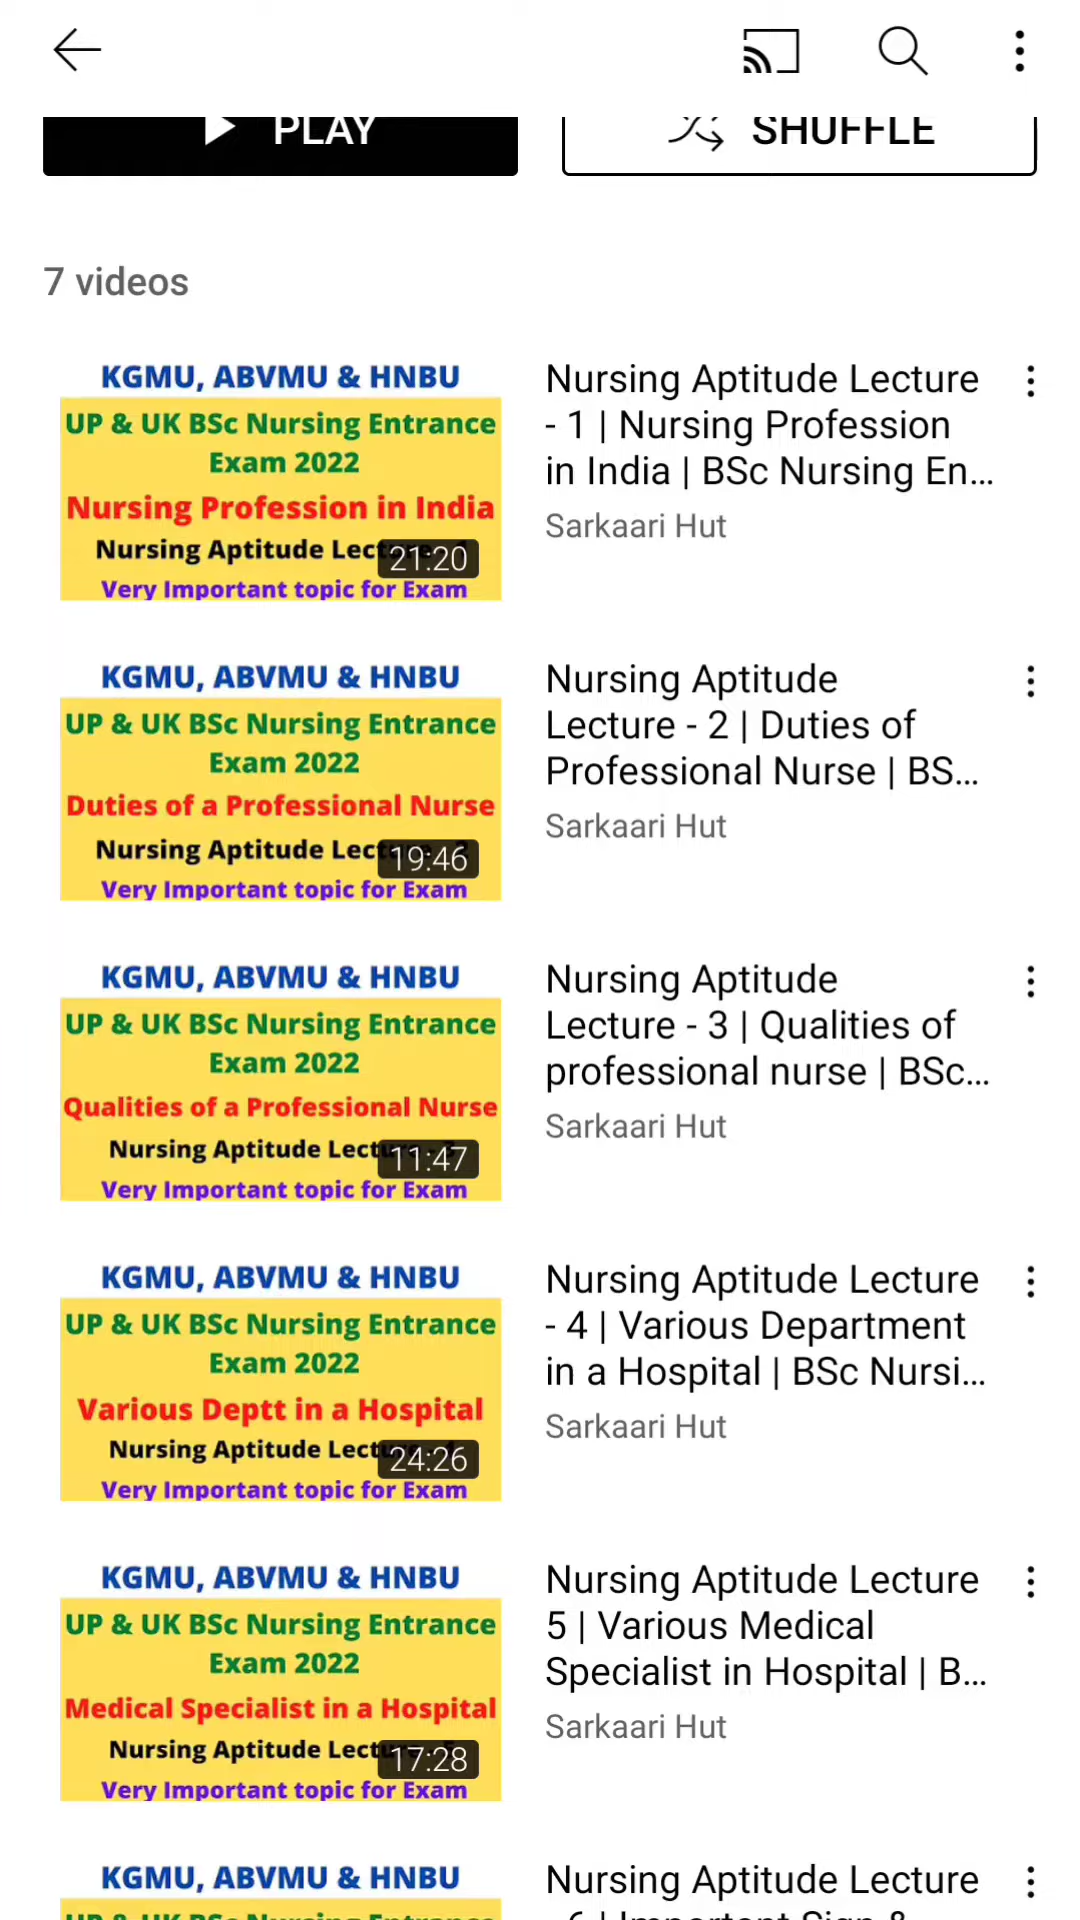 PLAY
SHUFFLE
7 videos
KGMU, ABVMU & HNBU
UP & UK BSc Nursing Entrance
Exam 2022
Nursing Profession in India
Nursing Aptitude
21:20
Very Important topic for Exam
Nursing Aptitude Lecture
- 1 | Nursing Profession
in India | BSc Nursing En...
Sarkaari Hut
KGMU, ABVMU & HNBU
UP & UK BSc Nursing Entrance
Exam 2022
Duties of a Professional Nurse
Nursing Aptitude
19:46
Very Important topic for Exam
Nursing Aptitude
Lecture - 2 | Duties of
Professional Nurse | BS...
Sarkaari Hut
KGMU, ABVMU & HNBU
UP & UK BSc Nursing Entrance
Exam 2022
Qualities of a Professional Nurse
Nursing Aptitude
11:47
Very Important topic for Exam
Nursing Aptitude
Lecture - 3 | Qualities of
professional nurse | BSc...
Sarkaari Hut
KGMU, ABVMU & HNBU
UP & UK BSc Nursing Entrance
Exam 2022
Various Deptt in a Hospital
Nursing Aptitude
24:26
Very Important topic for Exam
Nursing Aptitude Lecture
- 4 | Various Department
in a Hospital | BSc Nursi...
Sarkaari Hut
KGMU, ABVMU & HNBU
UP & UK BSc Nursing Entrance
Exam 2022
Medical Specialist in a Hospital
Nursing Aptitude
17:28
Very Important topic for Exam
Nursing Aptitude Lecture
5 | Various Medical
Specialist in Hospital | B...
Sarkaari Hut
KGMU, ABVMU & HNBU
UP & UK BSc Nursing Entrance
Nursing Aptitude Lecture
- 6 | Important Sign &